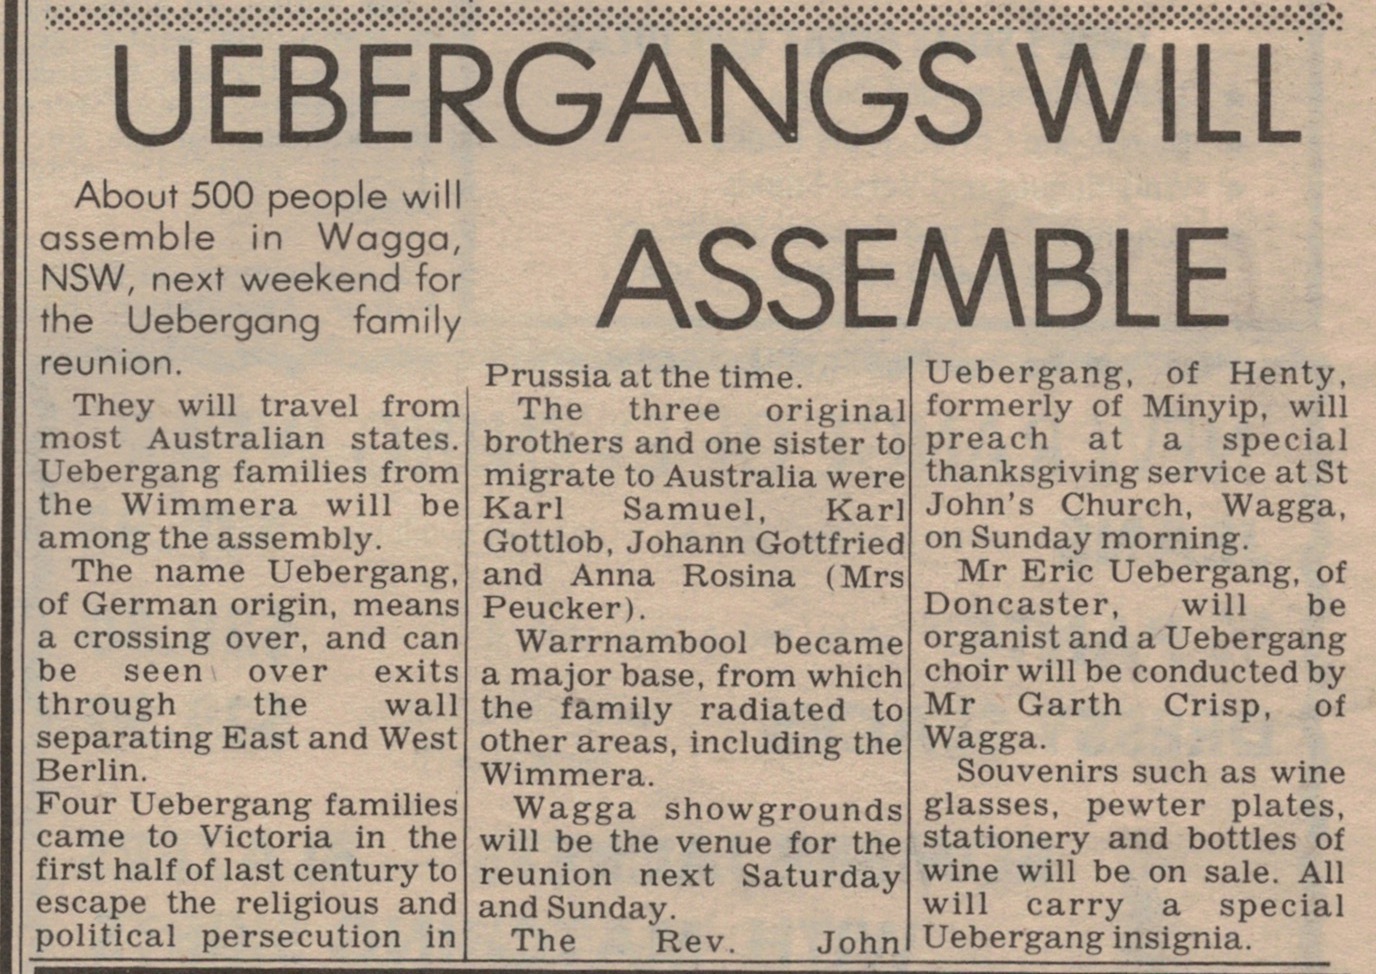 UEBERGANGS WILL
ASSEMBLE
About 500 people will
assemble in Wagga,
NSW, next weekend for
the Uebergang family
reunion.
They will travel from
most Australian states.
Uebergang families from
the Wimmera will be
among the assembly.
The name Uebergang,
of German origin, means
a crossing over, and can
be seen over exits
through the wall
separating East and West
Berlin.
Four Uebergang families
came to Victoria in the
first half of last century to
escape the religious and
political persecution in
Prussia at the time.
The three original
brothers and one sister to
migrate to Australia were
Karl Samuel, Karl
Gottlob, Johann Gottfried
and Anna Rosina (Mrs
Peucker).
Warrnambool became
a major base, from which
the family radiated to
other areas, including the
Wimmera.
Wagga showgrounds
will be the venue for the
reunion next Saturday
and Sunday.
The Rev. John
Uebergang, of Henty,
formerly of Minyip, will
preach at a special
thanksgiving service at St
John's Church, Wagga,
on Sunday morning.
Mr Eric Uebergang, of
Doncaster, will be
organist and a Uebergang
choir will be conducted by
Mr Garth Crisp, of
Wagga.
Souvenirs such as wine
glasses, pewter plates,
stationery and bottles of
wine will be on sale. All
will carry a special
Uebergang insignia.